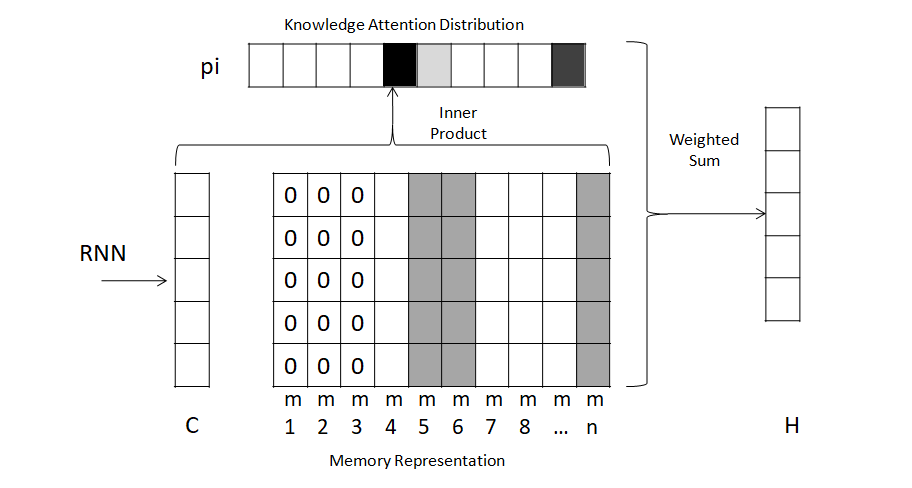 Knowledge Attention Distribution
pi
Inner
Product
Weighted
Sum
RNN
0 0 0
0 0 0
0 0 0
0 0 0
0 0 0
m m m m m m m m m m
1 2 3 4 5 6 7 8 ... n
C
H
Memory Representation